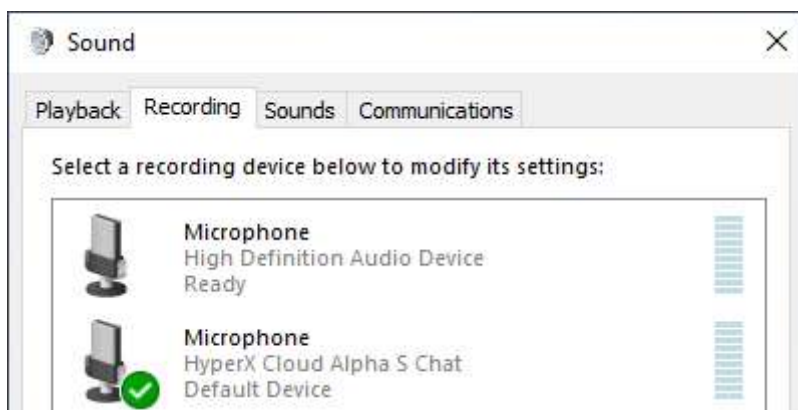 Sound
Playback Recording Sounds Communications
Select a recording device below to modify its settings:
Microphone
High Definition Audio Device
Ready
Microphone
HyperX Cloud Alpha S Chat
Default Device